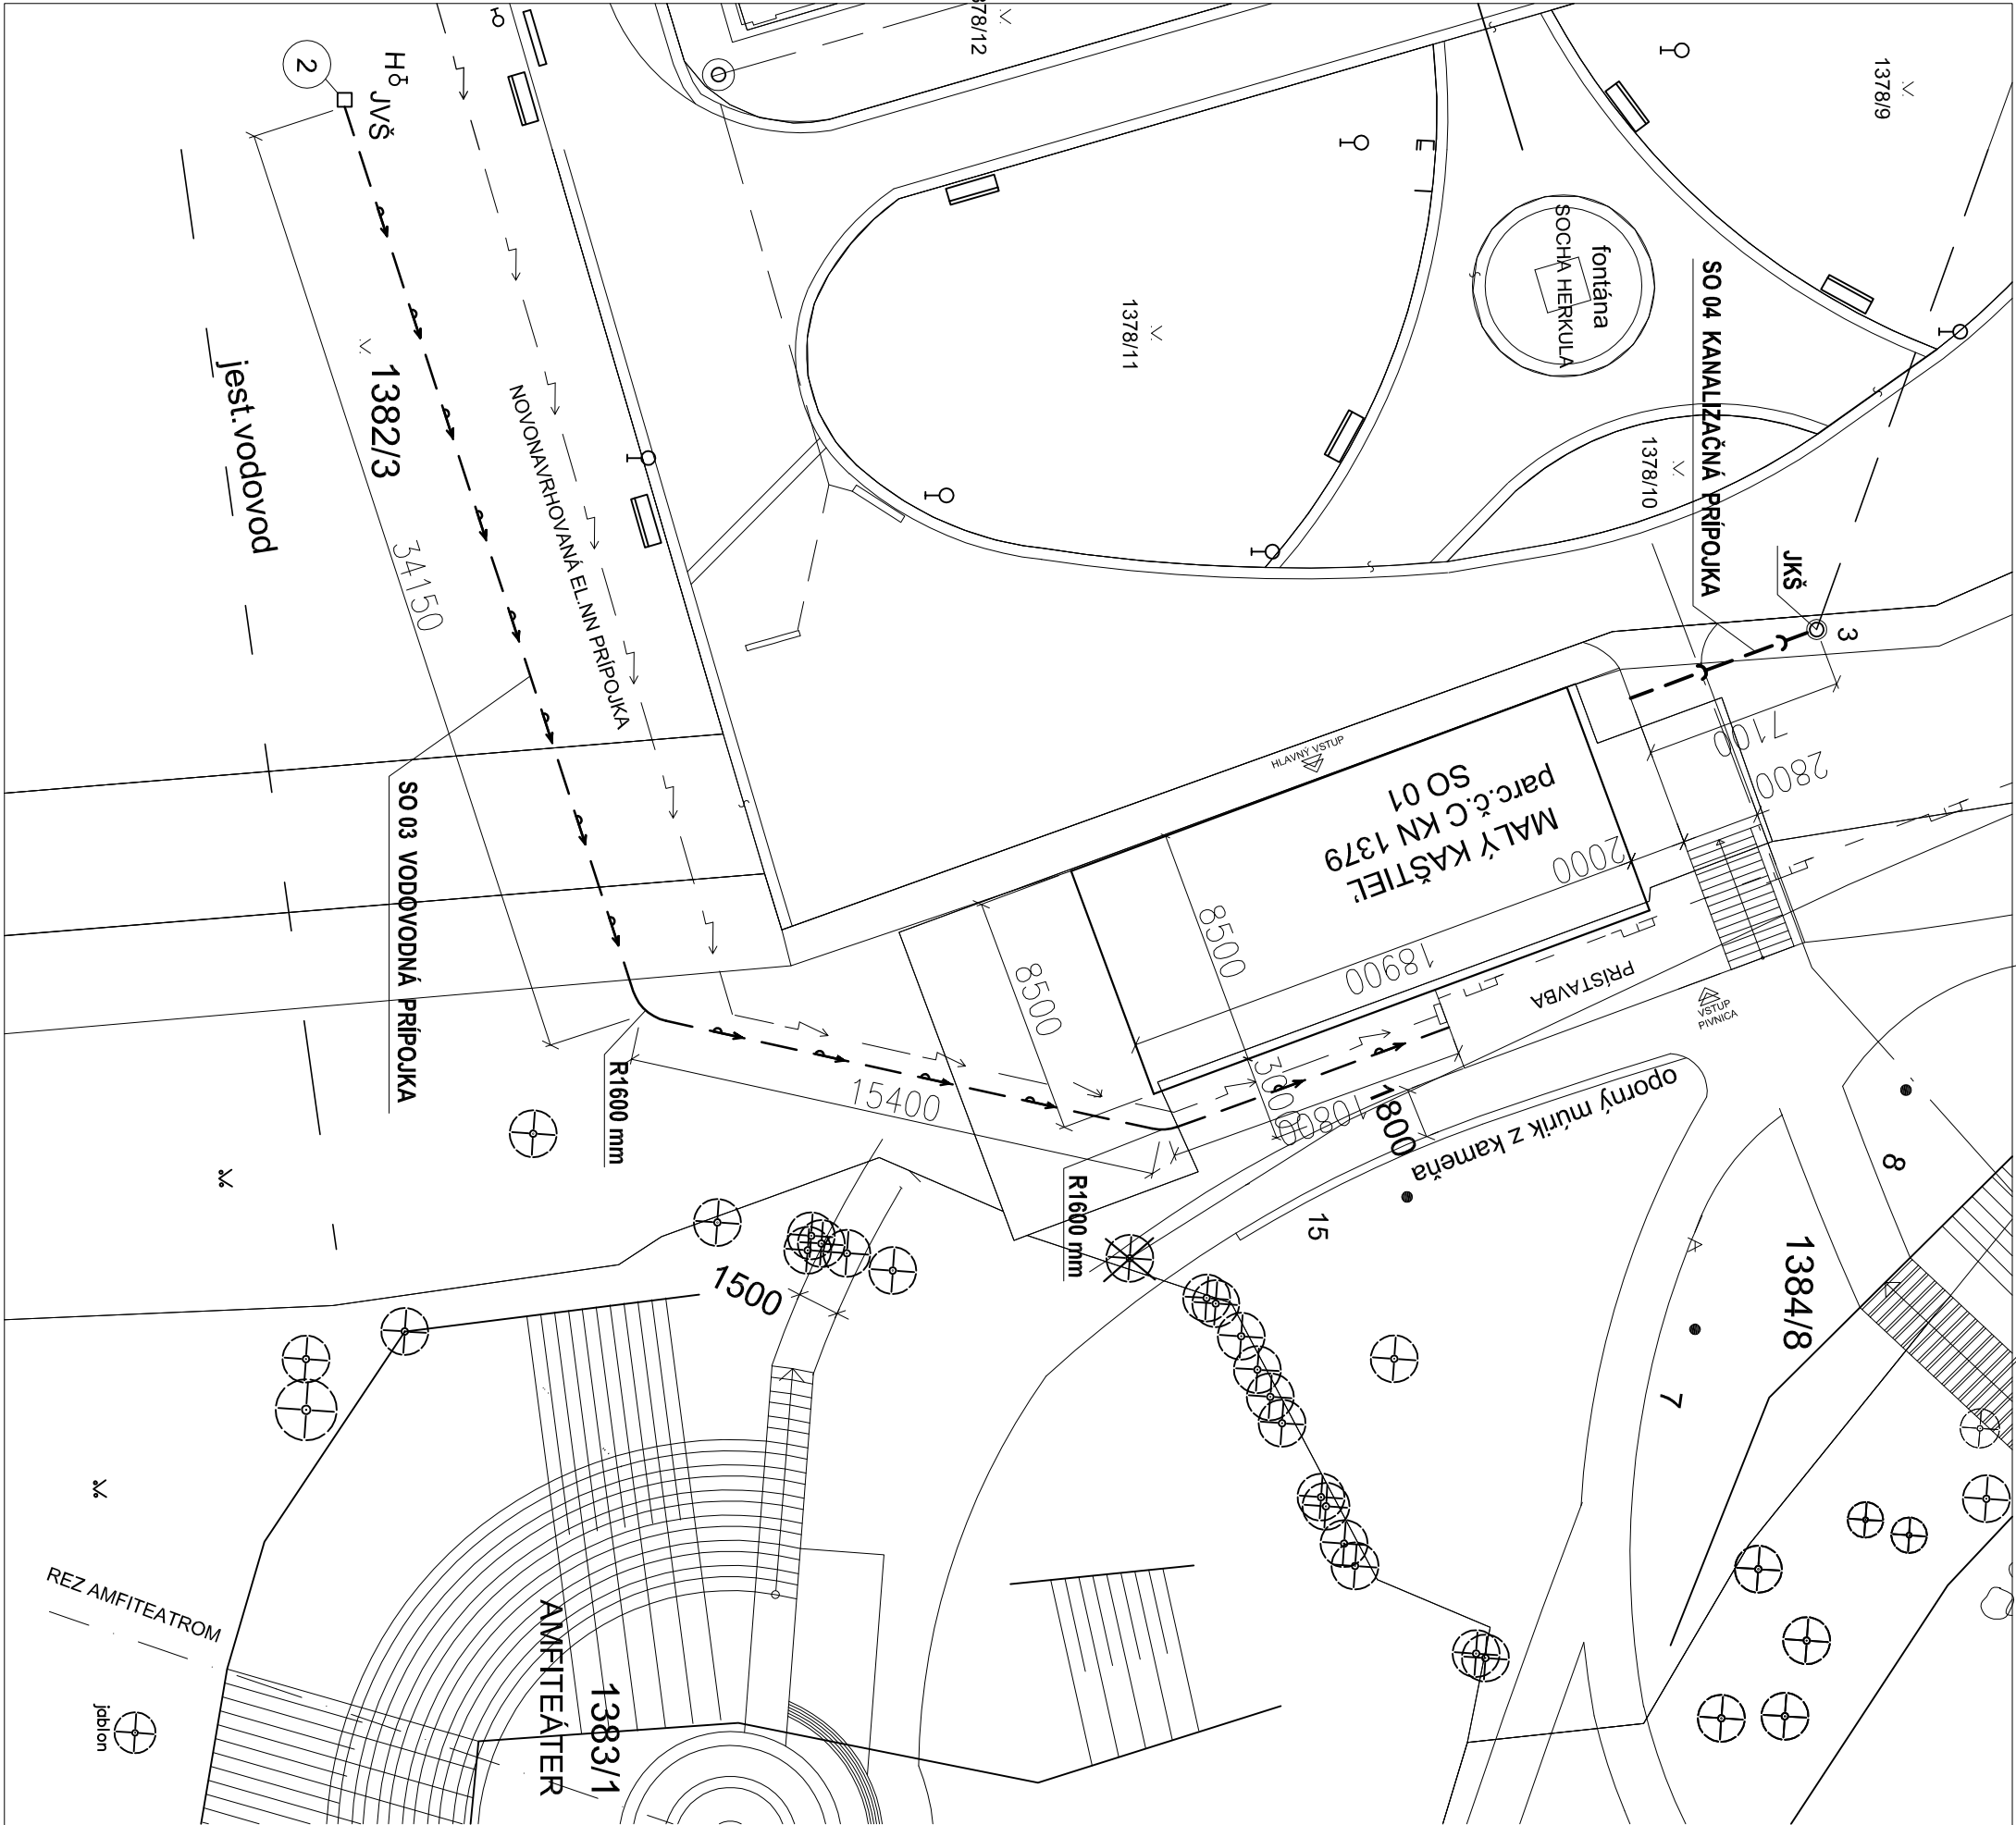 2
H
JVŠ
1378/12
1378/9
fontána
SOCHA HERKULA
1378/11
1378/10
SO 04 KANALIZAČNÁ PRÍPOJKA
JKŠ
3
jest.vodovod
1382/3
34150
NOVONAVRHOVANÁ EL.NN PRÍPOJKA
SO 03 VODOVODNÁ PRÍPOJKA
HLAVNÝ VSTUP
MALÝ KAŠTIEĽ
parc.č.C KN 1379
SO 01
7100
2800
2000
8500
18900
8500
PRÍSTAVBA
VSTUP
PIVNICA
R1600 mm
15400
3000
10800
1800
oporný múrik z kameňa
R1600 mm
15
8
1384/8
7
1500
REZ AMFITEATROM
jablon
1383/1
AMFITEÁTER